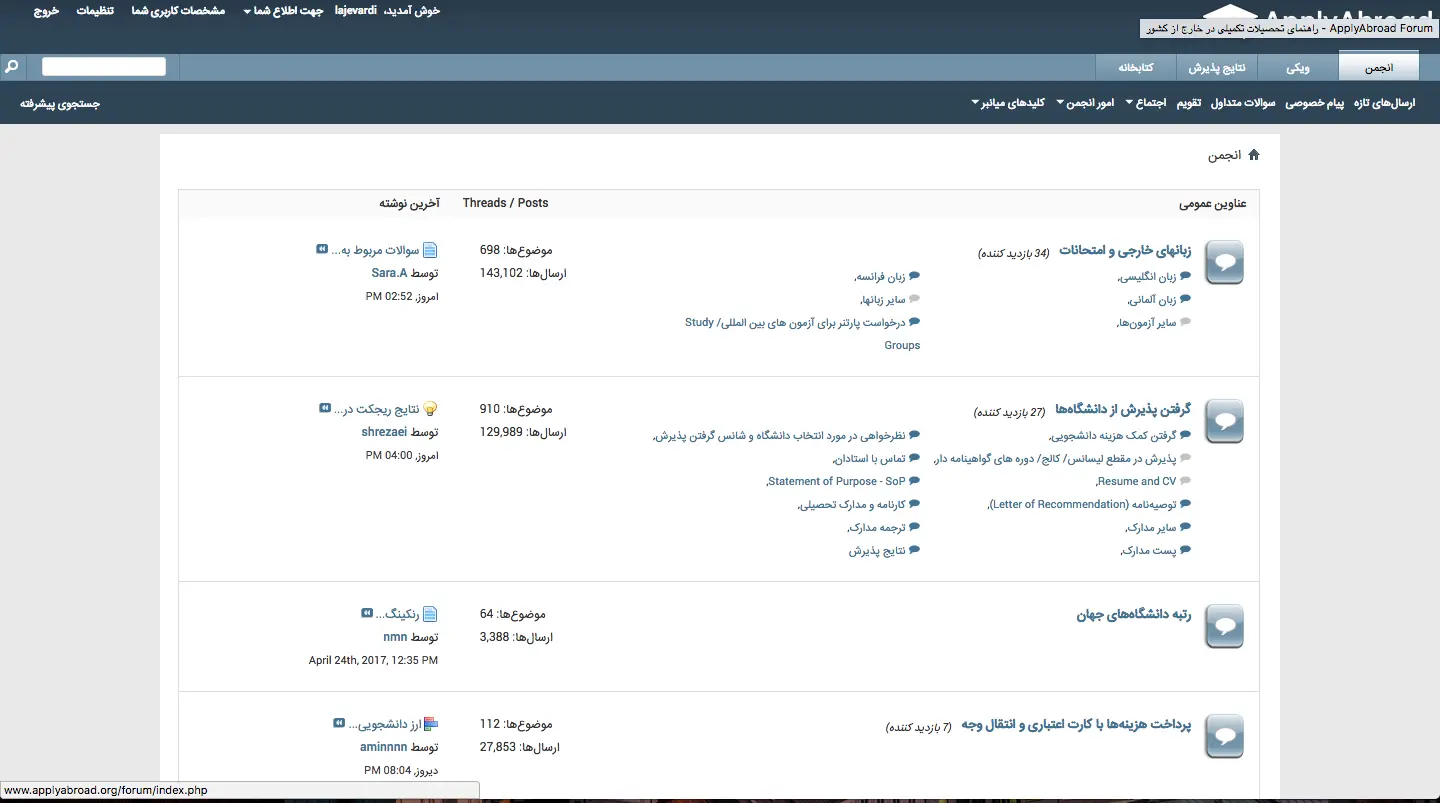 خوش آمدید، lajevardi جهت اطلاع شما مشخصات کاربری شما تنظیمات خروج
ApplyAbroad
ApplyAbroad Forum - راهنمای تحصیلات تکمیلی در خارج از کشور
انجمن ویکی نتایج پذیرش کتابخانه
ارسال‌های تازه پیام خصوصی سوالات متداول تقویم اجتماع امور انجمن کلیدهای میانبر جستجوی پیشرفته
انجمن
عناوین عمومی Threads / Posts آخرین نوشته
زبانهای خارجی و امتحانات (34 بازدید کننده)
زبان انگلیسی, زبان فرانسه,
زبان آلمانی, سایر زبانها,
سایر آزمون‌ها, درخواست پارتنر برای آزمون های بین المللی/ Study
Groups
موضوع‌ها: 698
ارسال‌ها: 143,102
سوالات مربوط به...
توسط Sara.A
امروز, 02:52 PM
گرفتن پذیرش از دانشگاه‌ها (27 بازدید کننده)
گرفتن کمک هزینه دانشجویی, نظرخواهی در مورد انتخاب دانشگاه و شانس گرفتن پذیرش,
پذیرش در مقطع لیسانس/ کالج/ دوره های گواهینامه دار, تماس با استادان,
Resume and CV, Statement of Purpose - SoP,
توصیه‌نامه (Letter of Recommendation), کارنامه و مدارک تحصیلی,
سایر مدارک, ترجمه مدارک,
پست مدارک, نتایج پذیرش
موضوع‌ها: 910
ارسال‌ها: 129,989
نتایج ریجکت در...
توسط shrezaei
امروز, 04:00 PM
رتبه دانشگاه‌های جهان
موضوع‌ها: 64
ارسال‌ها: 3,388
رنکینگ...
توسط nmn
April 24th, 2017, 12:35 PM
پرداخت هزینه‌ها با کارت اعتباری و انتقال وجه (7 بازدید کننده)
موضوع‌ها: 112
ارسال‌ها: 27,853
ارز دانشجویی...
توسط aminnnn
دیروز, 08:04 PM
www.applyabroad.org/forum/index.php